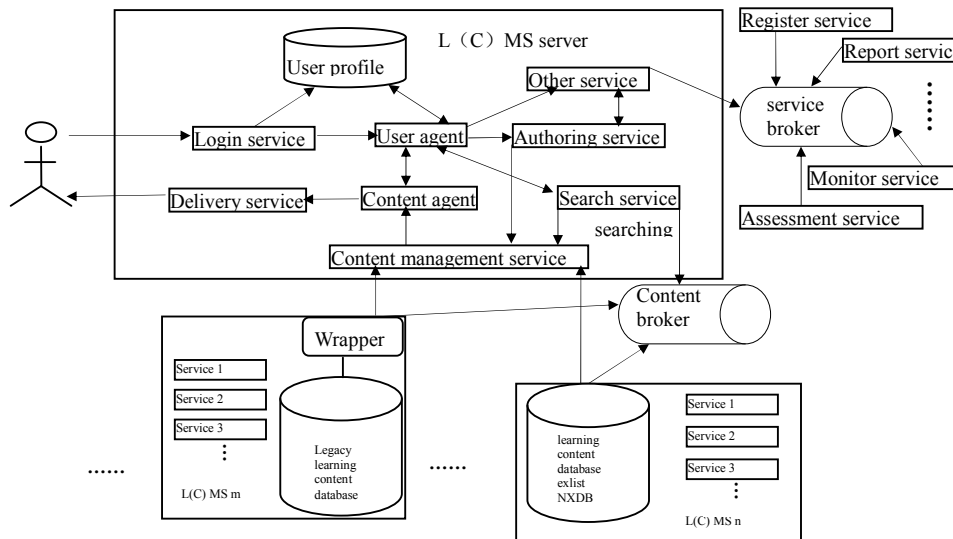 L（C）MS server
User profile
Register service
Report servic
Other service
service
broker
Login service
User agent
Authoring service
Monitor service
Delivery service
Content agent
Search service
Assessment service
searching
Content management service
Content
broker
Wrapper
Service 1
Service 2
Service 3
Legacy
learning
content
database
L(C) MS m
......
......
learning
content
database
exlist
NXDB
Service 1
Service 2
Service 3
L(C) MS n